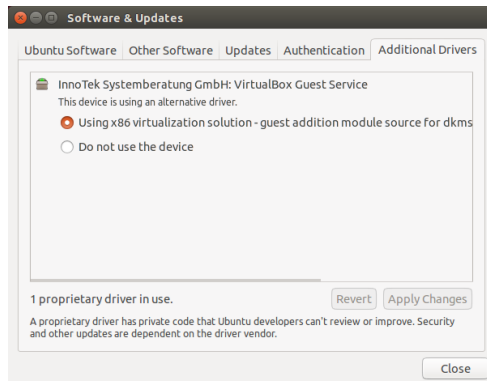 Software & Updates
Ubuntu Software Other Software Updates Authentication Additional Drivers
InnoTek Systemberatung GmbH: VirtualBox Guest Service
This device is using an alternative driver.
Using x86 virtualization solution - guest addition module source for dkms
Do not use the device
1 proprietary driver in use.
Revert Apply Changes
A proprietary driver has private code that Ubuntu developers can't review or improve. Security
and other updates are dependent on the driver vendor.
Close